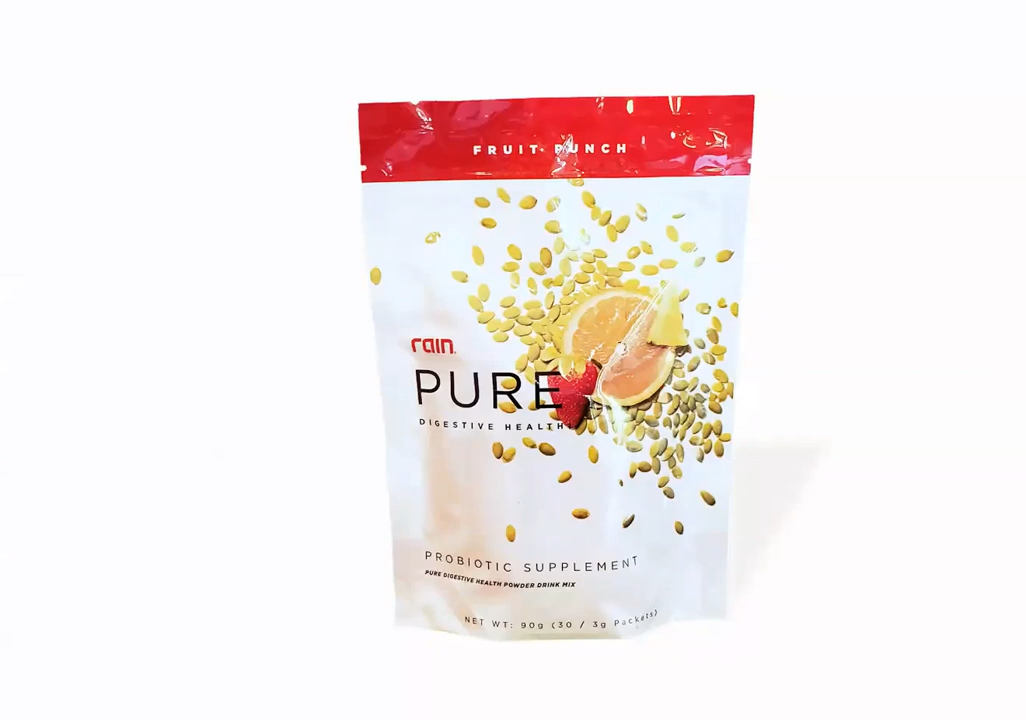 FRUIT PUNCH
rain.
PURE
DIGESTIVE HEALTH
PROBIOTIC SUPPLEMENT
PURE DIGESTIVE HEALTH POWDER DRINK MIX
NET WT: 90g (30 / 3g Packets)